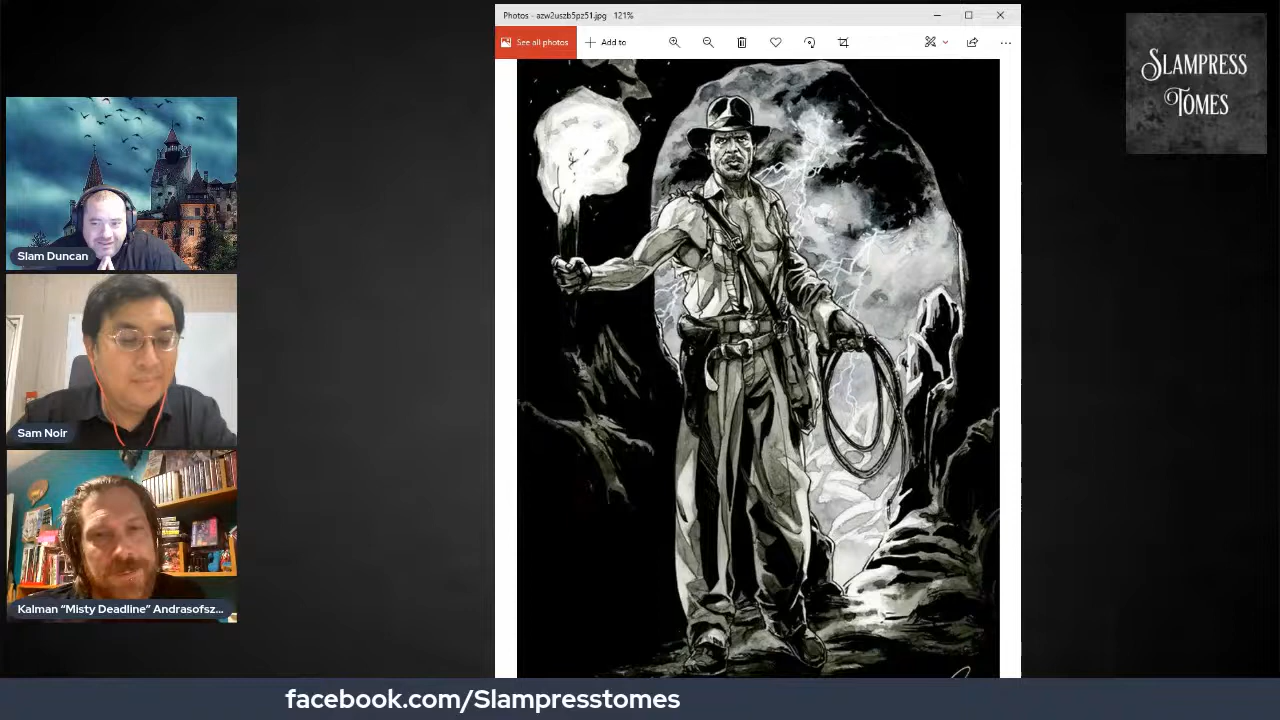 Photos - azw2uszb5pz51.jpg 121%
See all photos
Add to
SLAMPRESS
TOMES
Slam Duncan
Sam Noir
Kalman “MIsty Deadline” Andrasofsz...
facebook.com/Slampresstomes